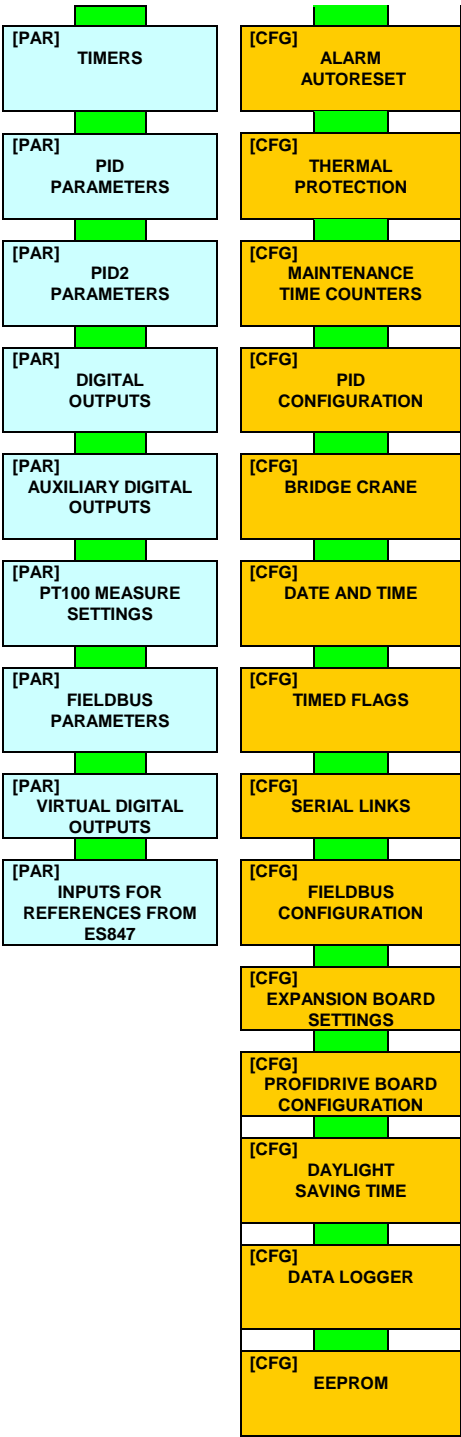 [PAR]
TIMERS
[PAR]
PID
PARAMETERS
[PAR]
PID2
PARAMETERS
[PAR]
DIGITAL
OUTPUTS
[PAR]
AUXILIARY DIGITAL
OUTPUTS
[PAR]
PT100 MEASURE
SETTINGS
[PAR]
FIELDBUS
PARAMETERS
[PAR]
VIRTUAL DIGITAL
OUTPUTS
[PAR]
INPUTS FOR
REFERENCES FROM
ES847
[CFG]
ALARM
AUTORESET
[CFG]
THERMAL
PROTECTION
[CFG]
MAINTENANCE
TIME COUNTERS
[CFG]
PID
CONFIGURATION
[CFG]
BRIDGE CRANE
[CFG]
DATE AND TIME
[CFG]
TIMED FLAGS
[CFG]
SERIAL LINKS
[CFG]
FIELDBUS
CONFIGURATION
[CFG]
EXPANSION BOARD
SETTINGS
[CFG]
PROFIDRIVE BOARD
CONFIGURATION
[CFG]
DAYLIGHT
SAVING TIME
[CFG]
DATA LOGGER
[CFG]
EEPROM